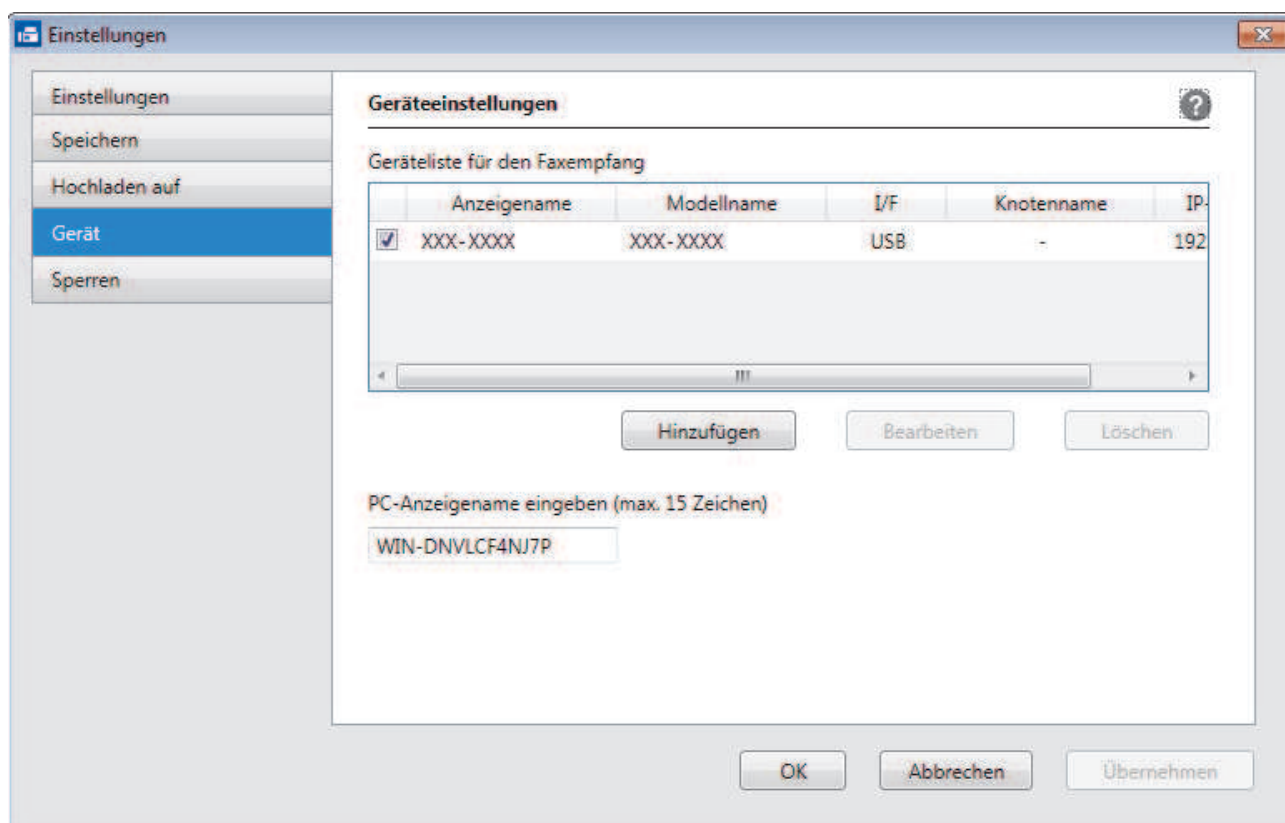 Einstellungen
Einstellungen
Speichern
Hochladen auf
Gerät
Sperren
Geräteeinstellungen
?
Geräteliste für den Faxempfang
Anzeigename Modellname I/F Knotenname IP-
XXX-XXXX XXX-XXXX USB - 192
Hinzufügen Bearbeiten Löschen
PC-Anzeigename eingeben (max. 15 Zeichen)
WIN-DNVLCF4NJ7P
OK Abbrechen Übernehmen